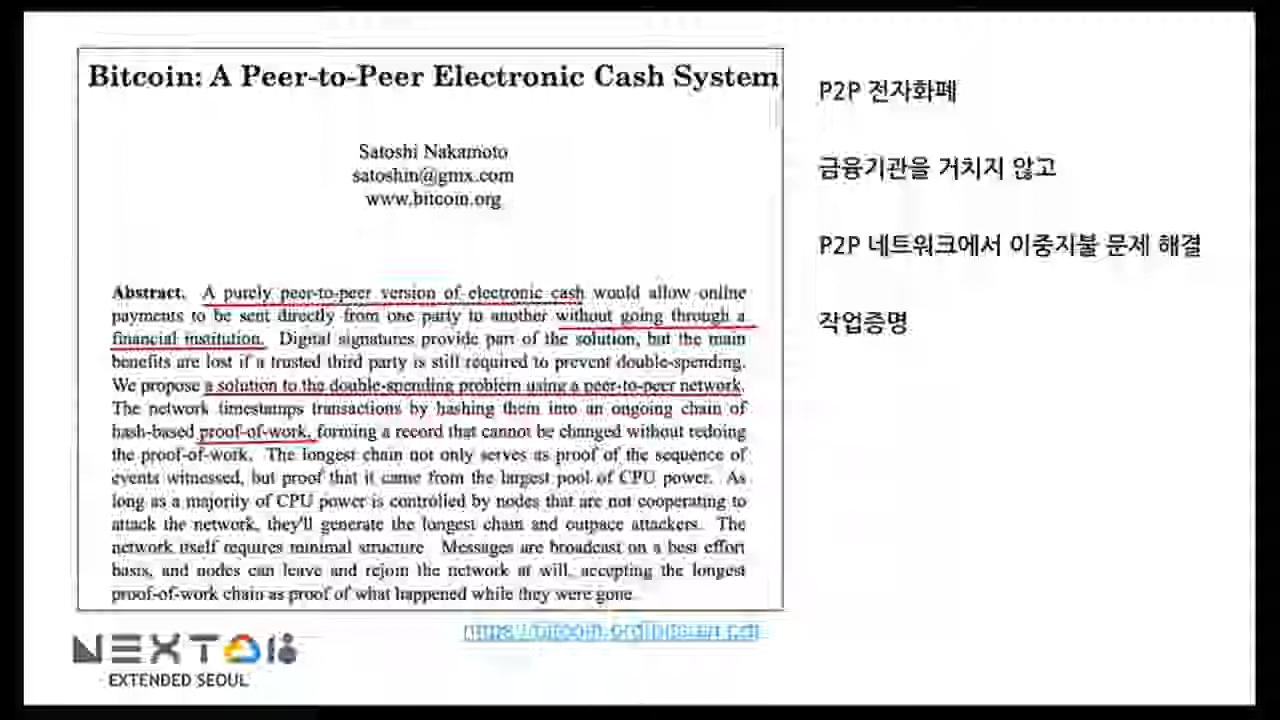 Bitcoin: A Peer-to-Peer Electronic Cash System
Satoshi Nakamoto
satoshin@gmx.com
www.bitcoin.org
Abstract. A purely peer-to-peer version of electronic cash would allow online
payments to be sent directly from one party to another without going through a
financial institution. Digital signatures provide part of the solution, but the main
benefits are lost if a trusted third party is still required to prevent double-spending.
We propose a solution to the double-spending problem using a peer-to-peer network.
The network timestamps transactions by hashing them into an ongoing chain of
hash-based proof-of-work, forming a record that cannot be changed without redoing
the proof-of-work. The longest chain not only serves as proof of the sequence of
events witnessed, but proof that it came from the largest pool of CPU power. As
long as a majority of CPU power is controlled by nodes that are not cooperating to
attack the network, they'll generate the longest chain and outpace attackers. The
network itself requires minimal structure. Messages are broadcast on a best effort
basis, and nodes can leave and rejoin the network at will, accepting the longest
proof-of-work chain as proof of what happened while they were gone.
P2P 전자화폐
금융기관을 거치지 않고
P2P 네트워크에서 이중지불 문제 해결
작업증명
https://bitcoin.org/bitcoin.pdf
NEXT 18
EXTENDED SEOUL